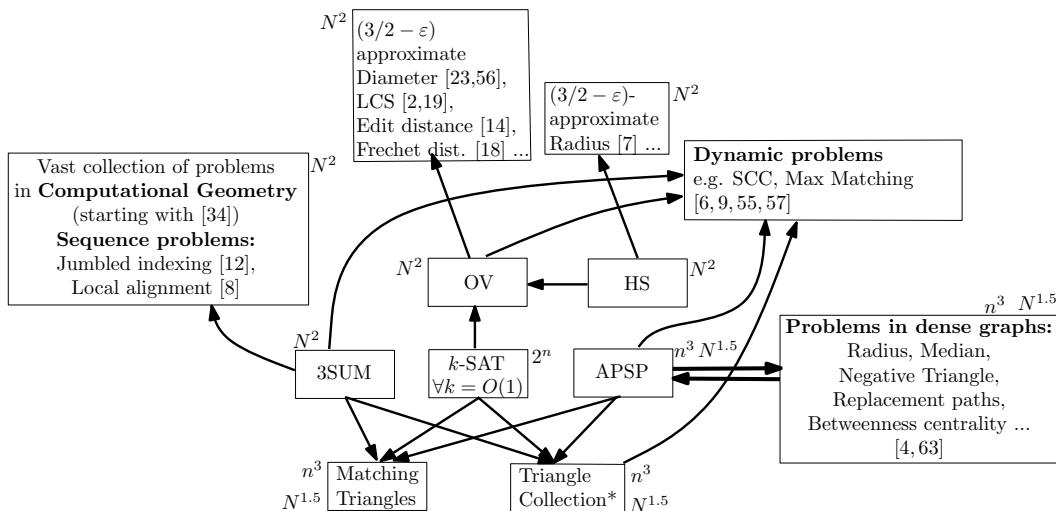 N²
(3/2 − ε)
approximate
Diameter [23,56],
LCS [2,19],
Edit distance [14],
Frechet dist. [18] ...
(3/2 − ε)-
approximate
Radius [7] ...
N²
Vast collection of problems
in Computational Geometry
(starting with [34])
Sequence problems:
Jumbled indexing [12],
Local alignment [8]
N²
Dynamic problems
e.g. SCC, Max Matching
[6, 9, 55, 57]
N²
OV
HS
N²
N²
3SUM
k-SAT
∀k = O(1)
2ⁿ
APSP
n³ N^1.5
n³ N^1.5
Problems in dense graphs:
Radius, Median,
Negative Triangle,
Replacement paths,
Betweenness centrality ...
[4, 63]
n³
N^1.5
Matching
Triangles
Triangle
Collection*
n³
N^1.5